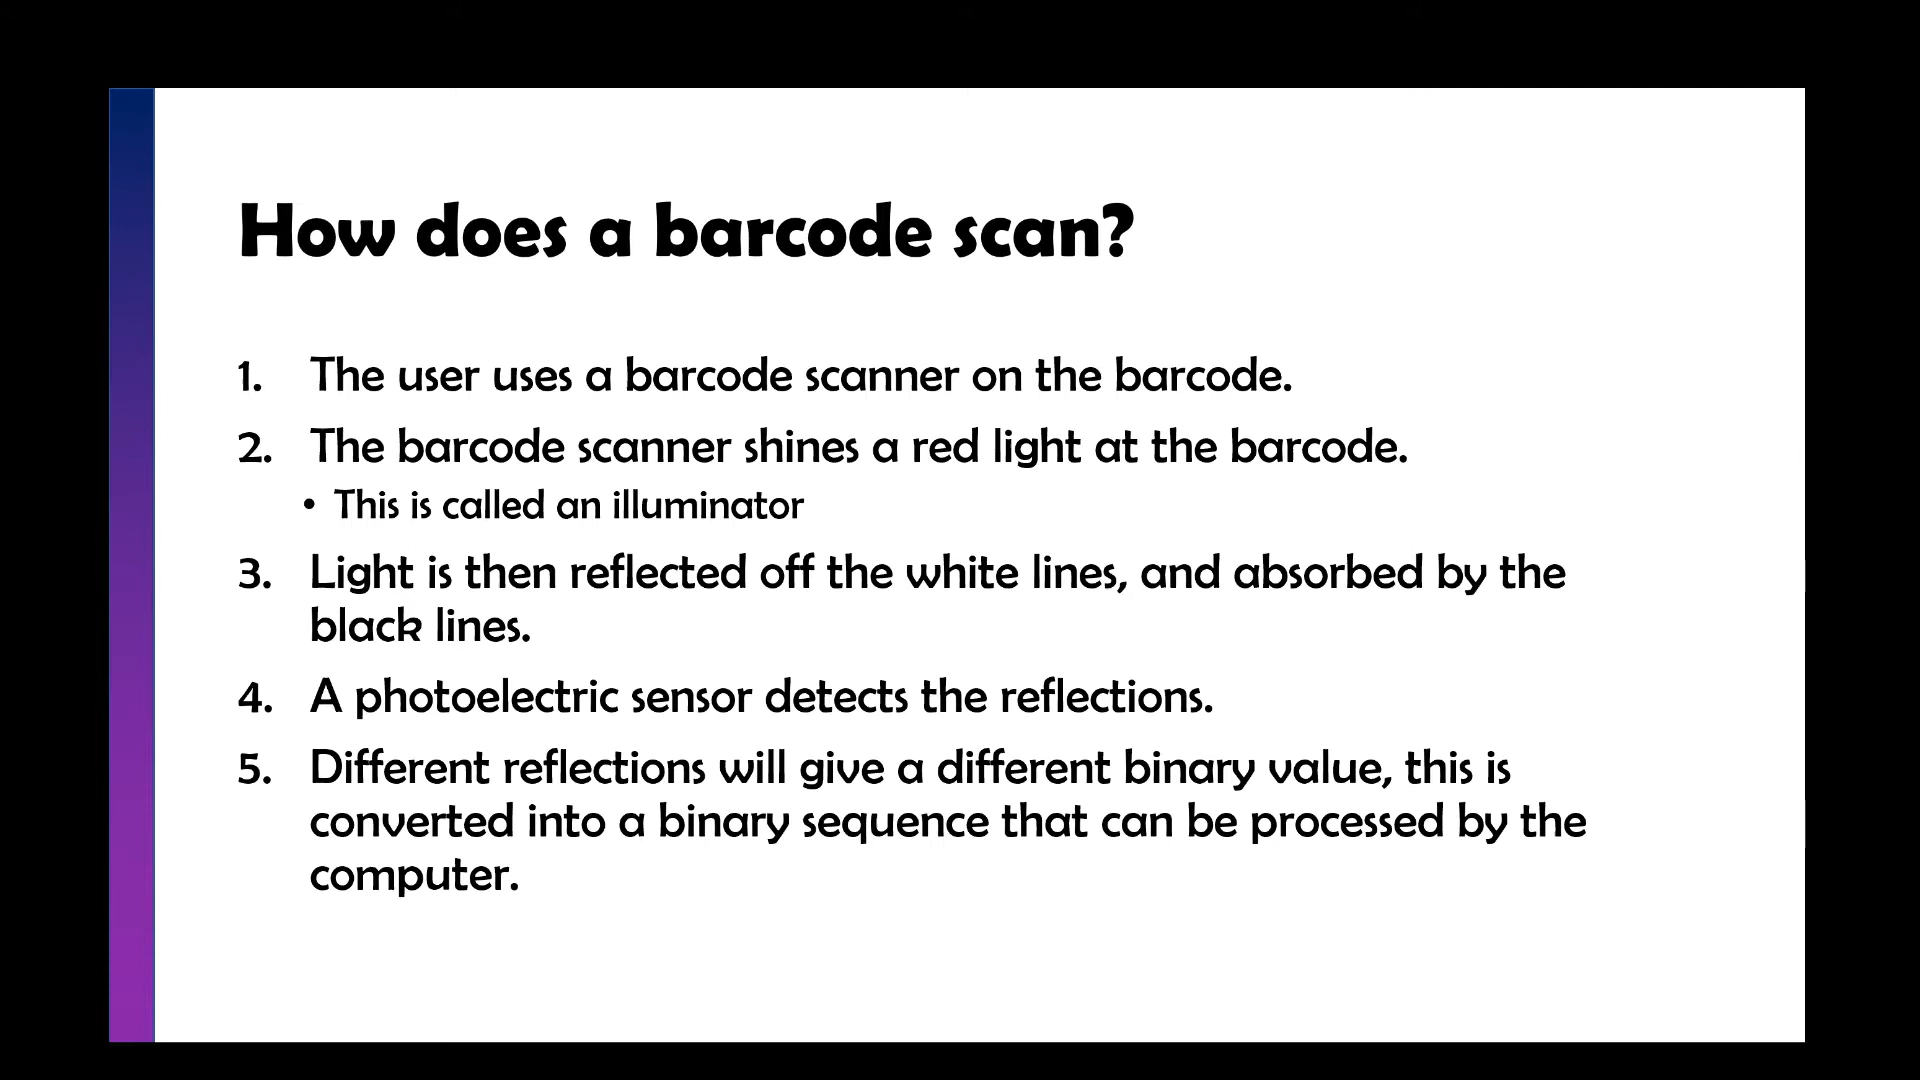 How does a barcode scan?
1. The user uses a barcode scanner on the barcode.
2. The barcode scanner shines a red light at the barcode.
• This is called an illuminator
3. Light is then reflected off the white lines, and absorbed by the
black lines.
4. A photoelectric sensor detects the reflections.
5. Different reflections will give a different binary value, this is
converted into a binary sequence that can be processed by the
computer.